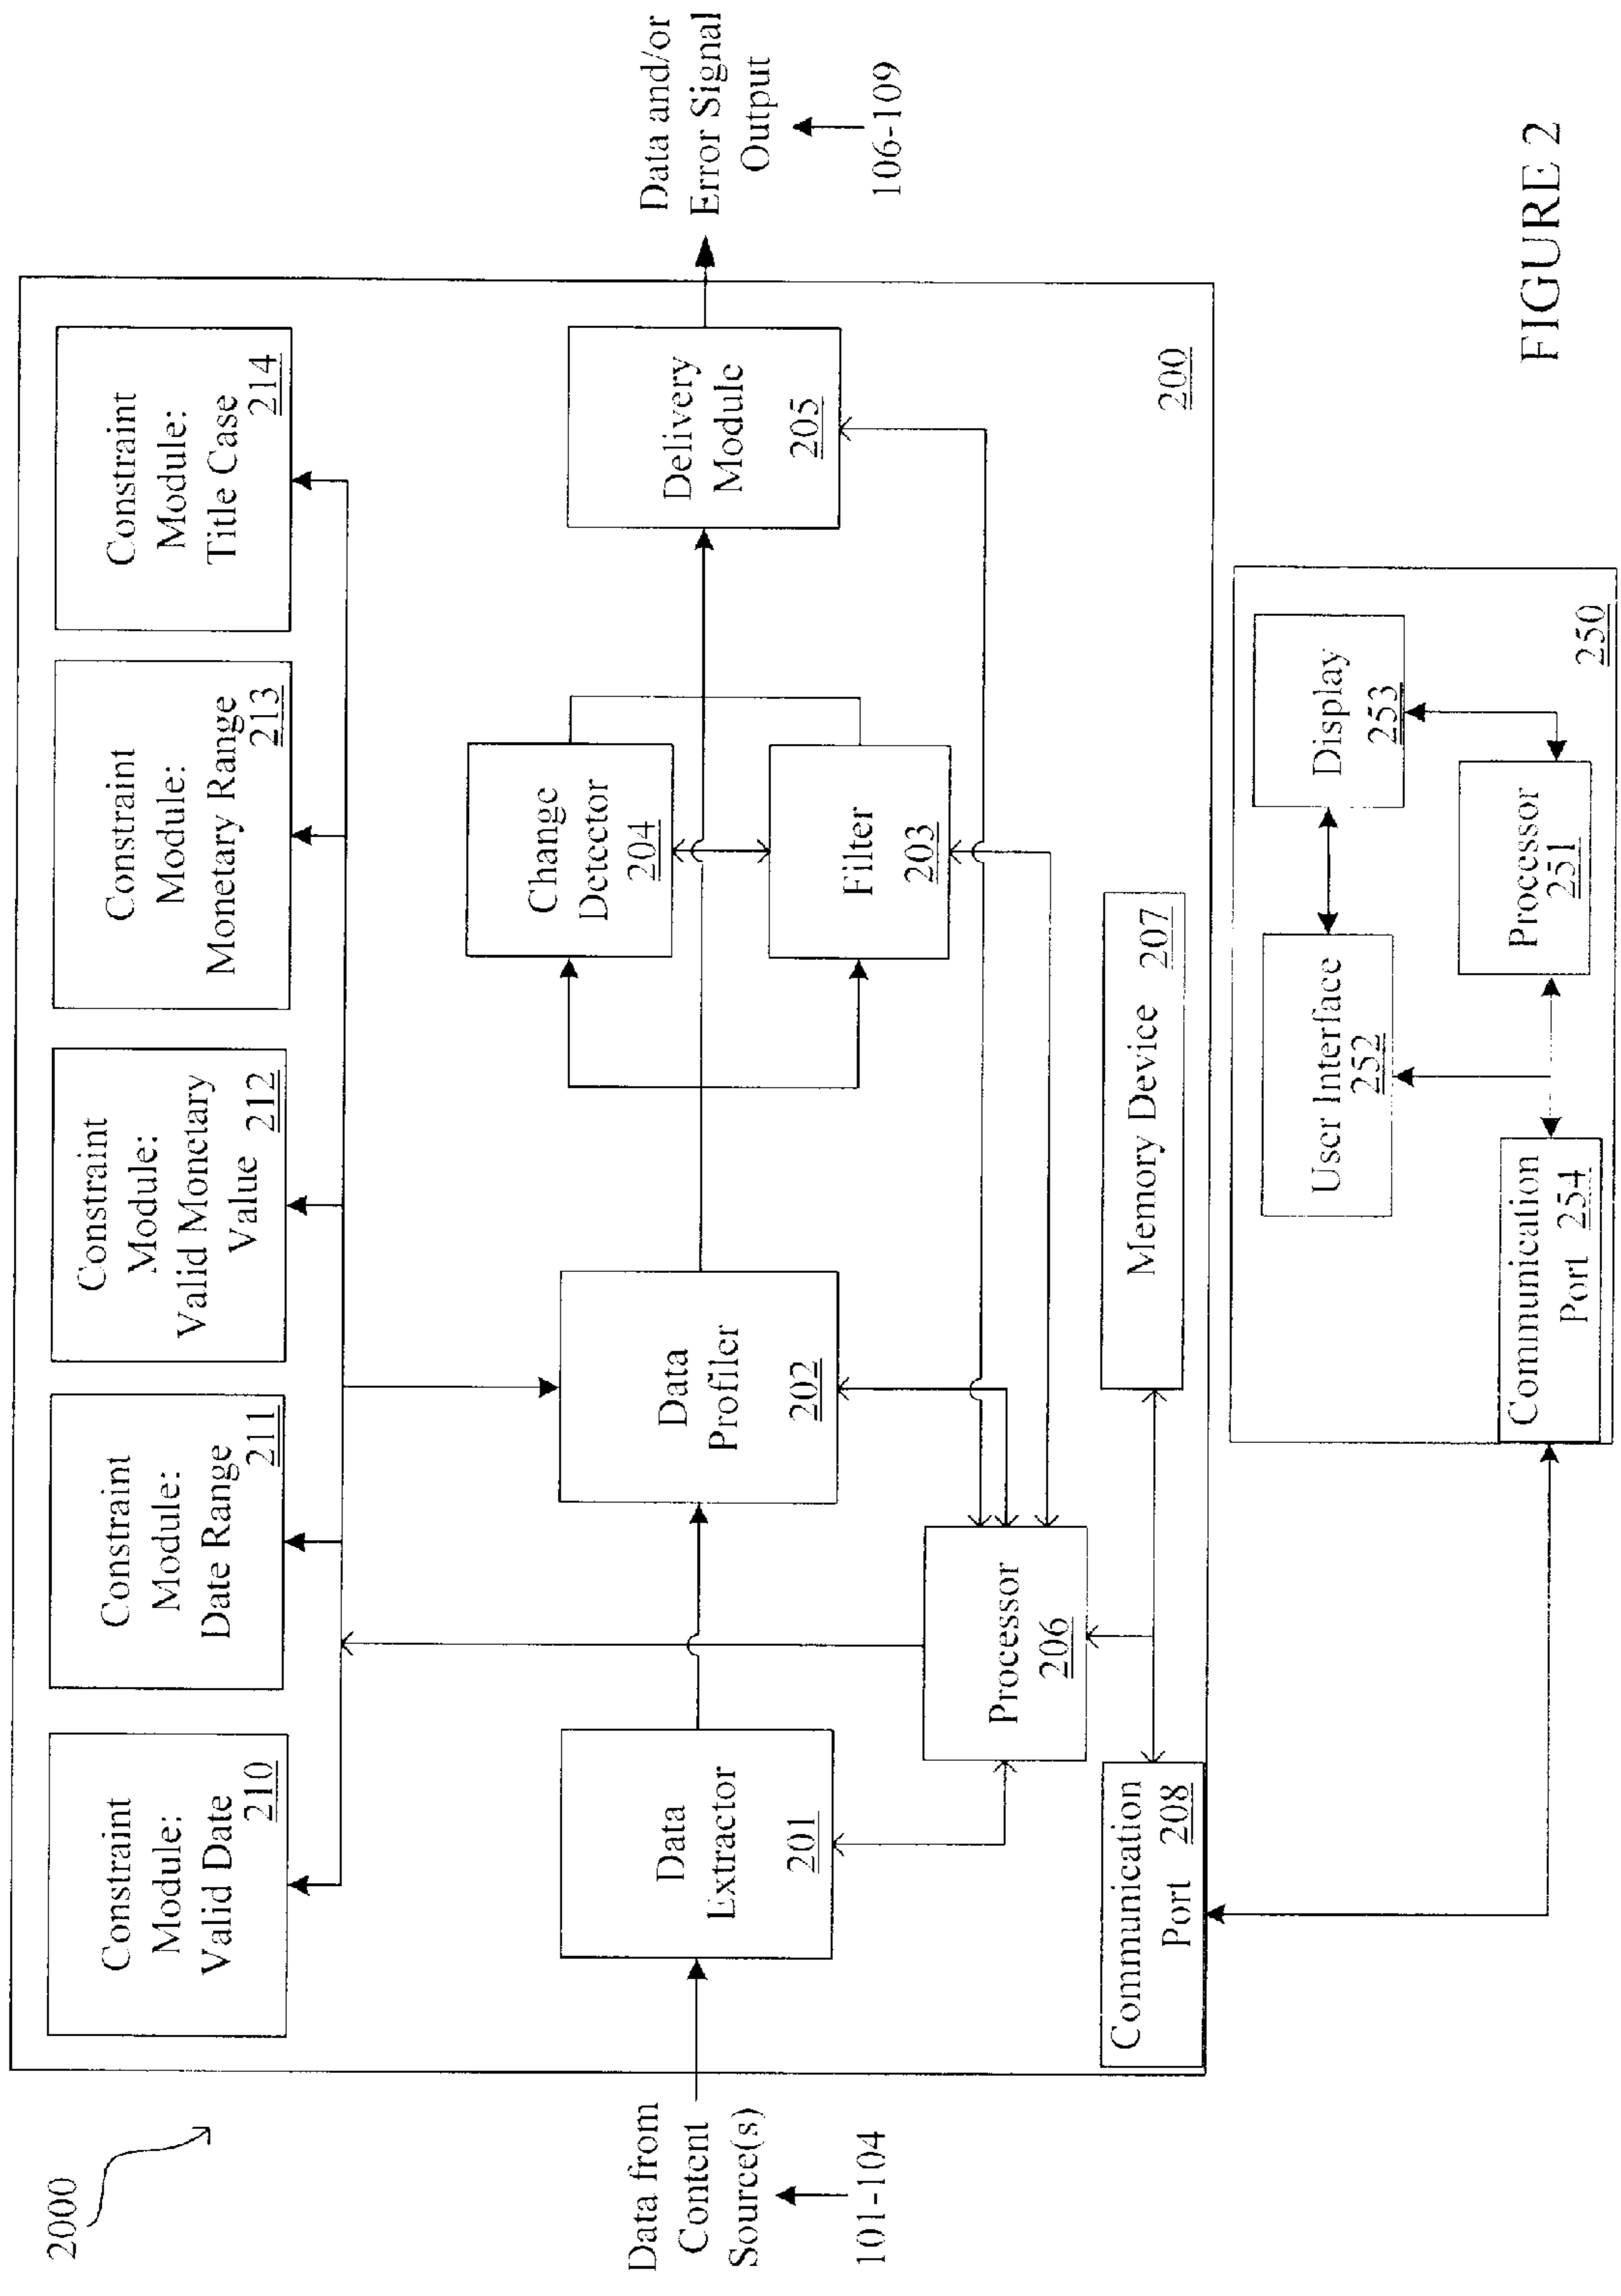 2000
Constraint
Module:
Valid Date
210
Constraint
Module:
Date Range
211
Constraint
Module:
Valid Monetary
Value 212
Constraint
Module:
Monetary Range
213
Constraint
Module:
Title Case
214
Data from
Content
Source(s)
101-104
Data
Extractor
201
Data
Profiler
202
Change
Detector
204
Filter
203
Delivery
Module
205
Data and/or
Error Signal
Output
106-109
Processor
206
Communication
Port 208
Memory Device 207
200
Communication
Port 254
User Interface
252
Display
253
Processor
251
250
FIGURE 2